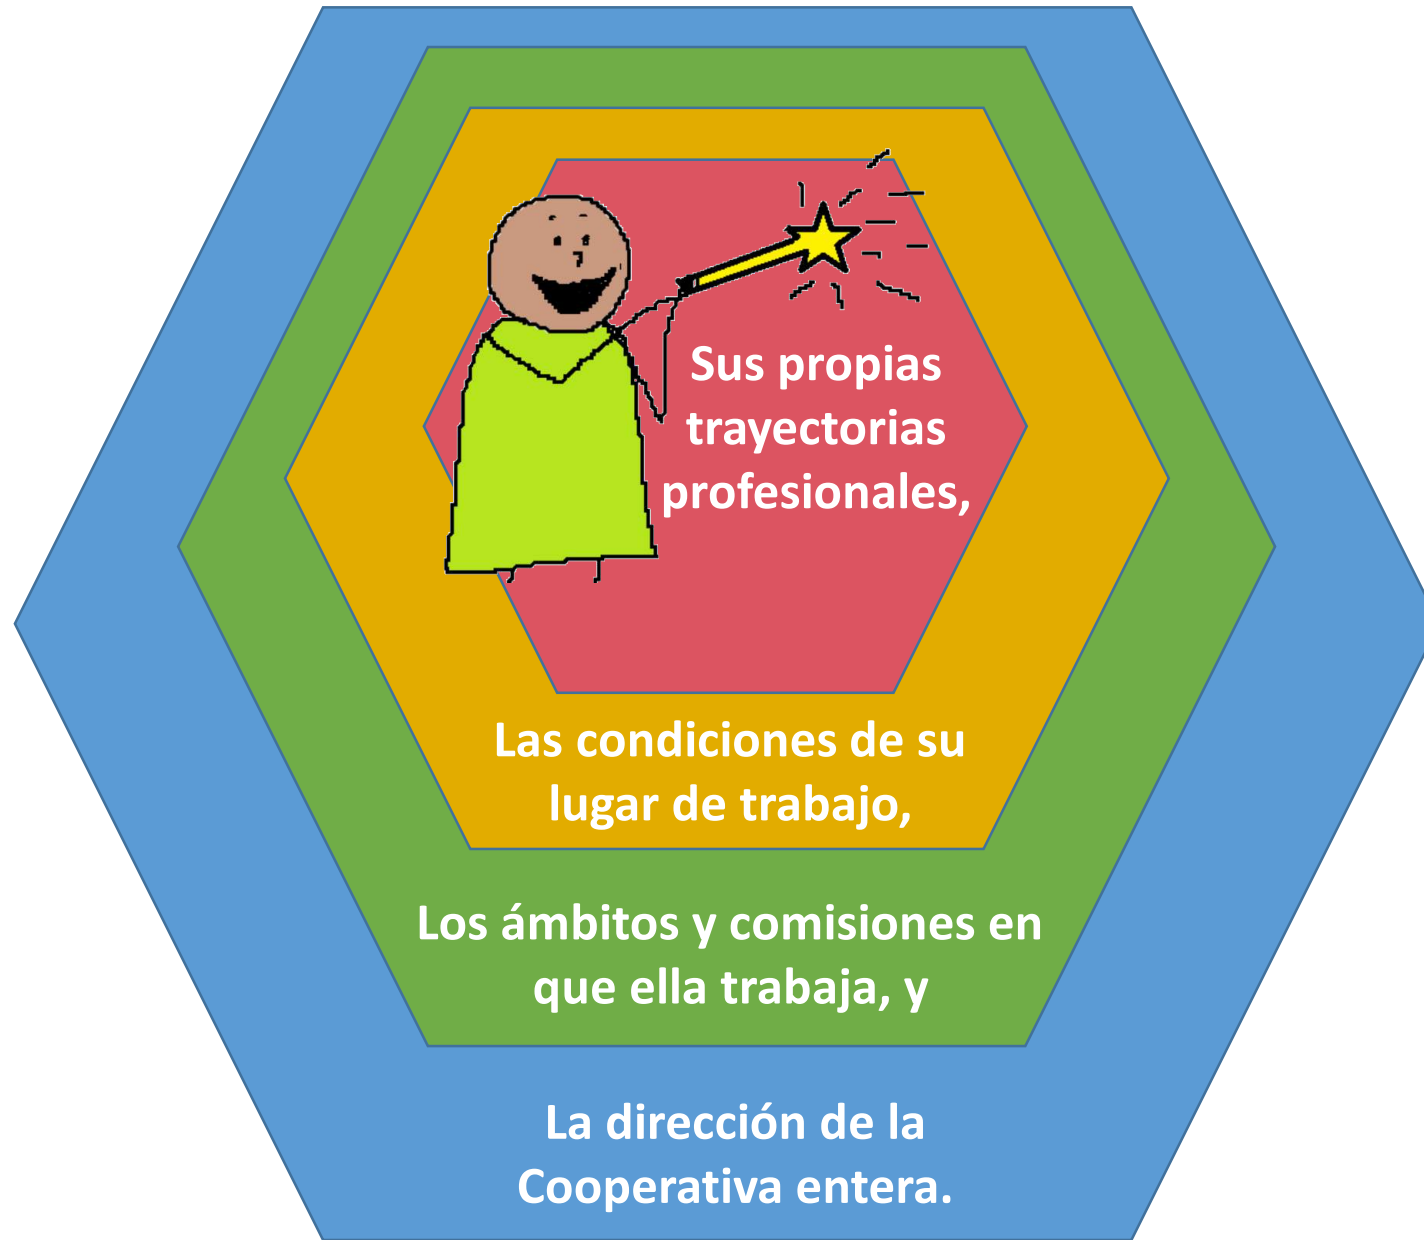 Sus propias
trayectorias
profesionales,
Las condiciones de su
lugar de trabajo,
Los ámbitos y comisiones en
que ella trabaja, y
La dirección de la
Cooperativa entera.